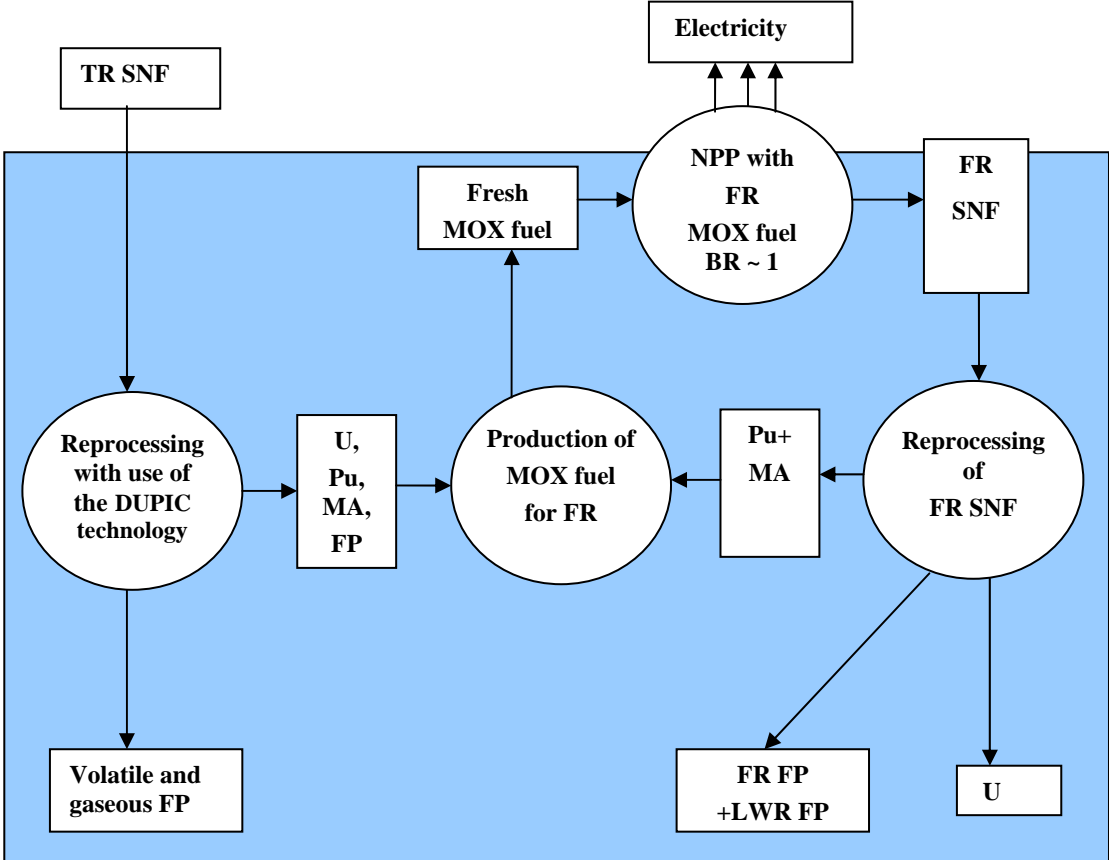 Electricity
TR SNF
NPP with
FR
MOX fuel
BR ~ 1
FR
SNF
Fresh
MOX fuel
Reprocessing
with use of
the DUPIC
technology
U,
Pu,
MA,
FP
Production of
MOX fuel
for FR
Pu+
MA
Reprocessing
of
FR SNF
Volatile and
gaseous FP
FR FP
+LWR FP
U